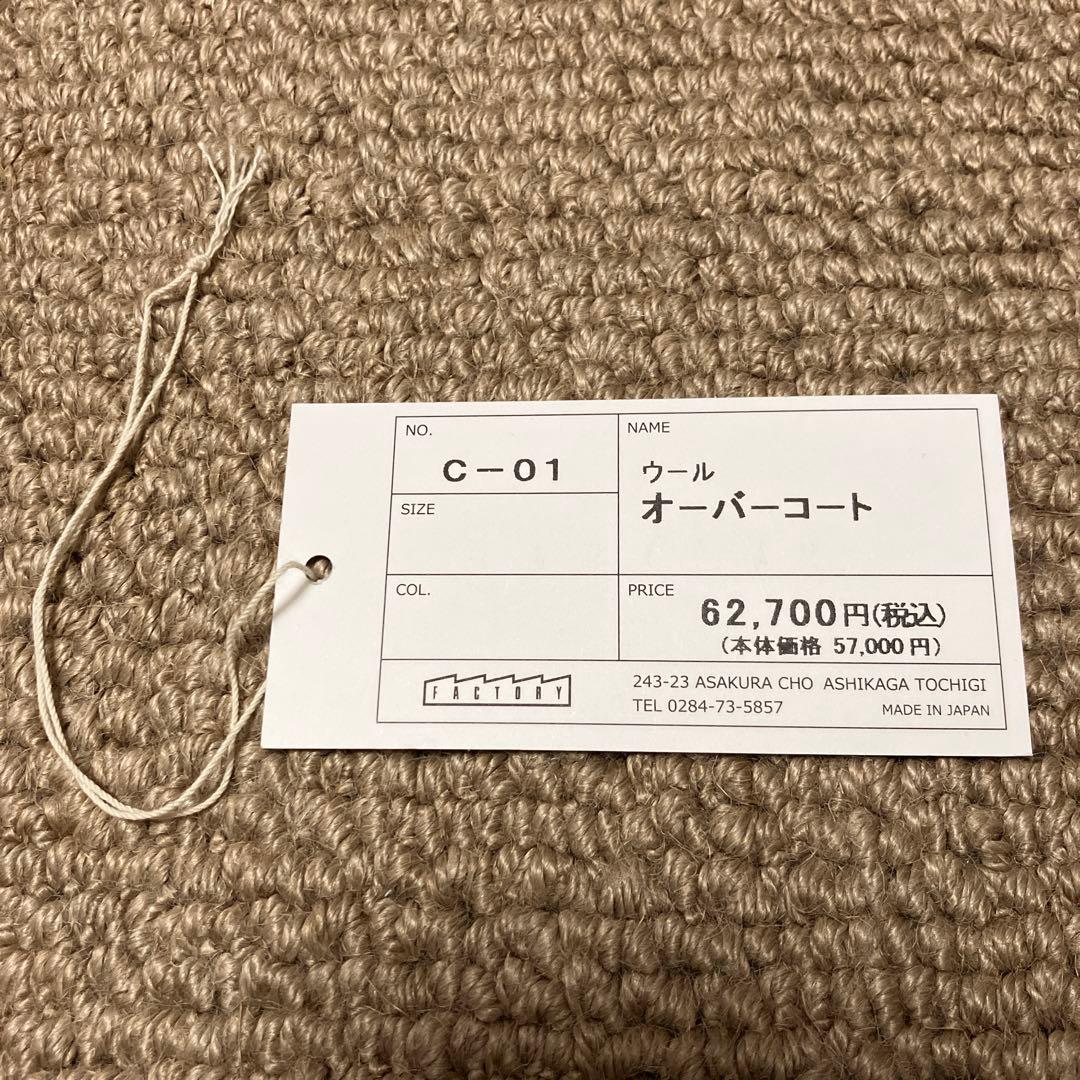 NO.
C-01
NAME
ウール
オーバーコート
SIZE
COL.
PRICE
62,700円(税込)
(本体価格 57,000円)
FACTORY
243-23 ASAKURA CHO ASHIKAGA TOCHIGI
TEL 0284-73-5857
MADE IN JAPAN